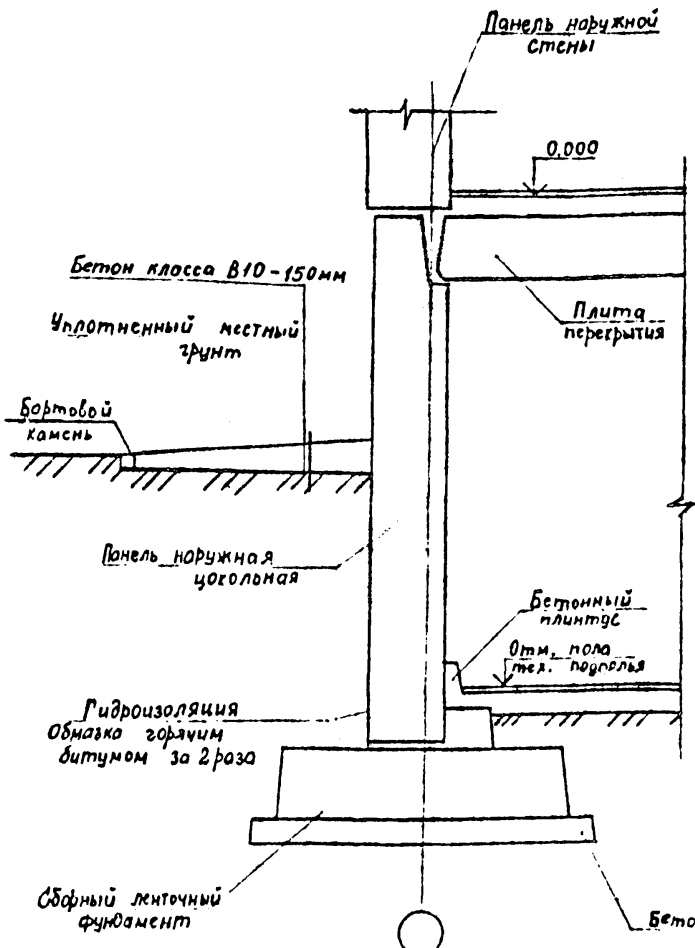 Панель наружной
стены
0.000
Бетон класса В10-150мм
Уплотненный местный
грунт
Плита
перекрытия
Бортовой
камень
Панель наружная
цокольная
Бетонный
плинтус
Отм. пола
тех. подполья
Гидроизоляция
Обмазка горячим
битумом за 2 раза
Сборный ленточный
фундамент
Бето